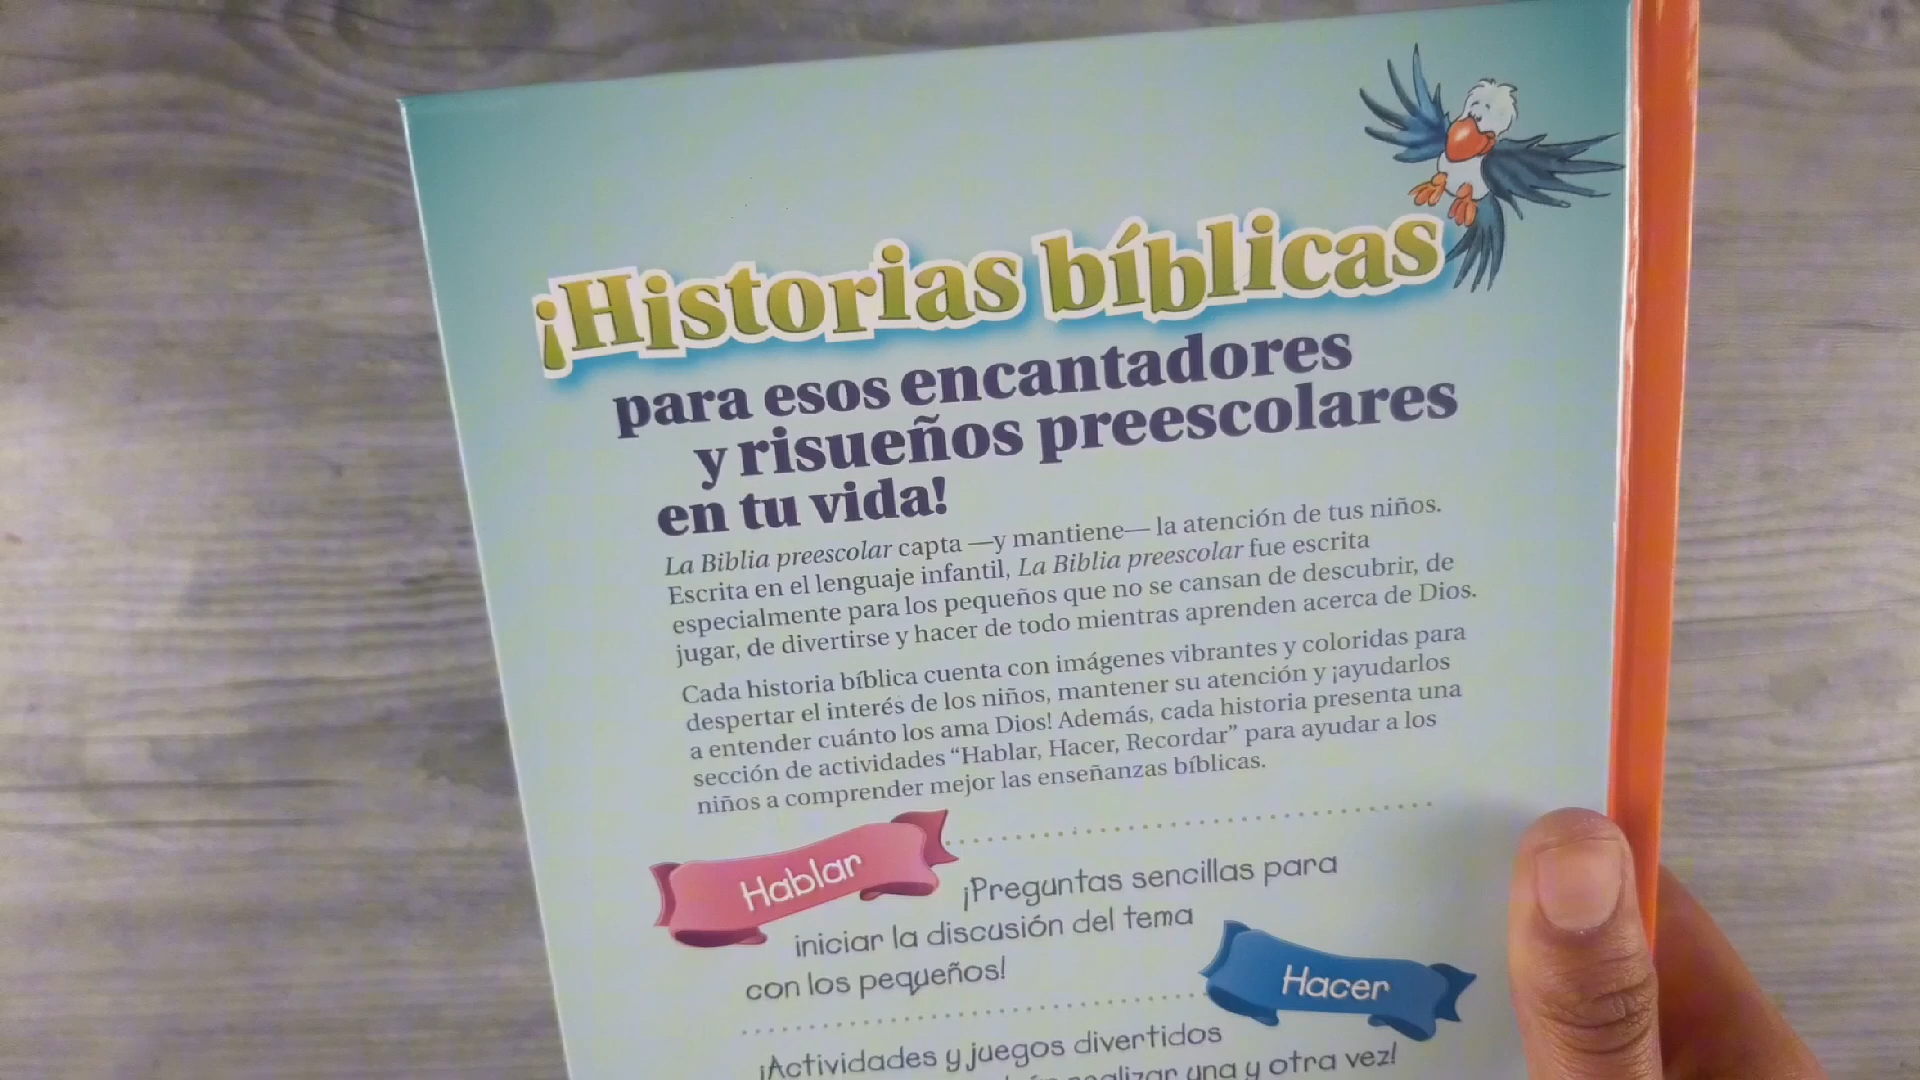 ¡Historias bíblicas
para esos encantadores
y risueños preescolares
en tu vida!
La Biblia preescolar capta —y mantiene— la atención de tus niños.
Escrita en el lenguaje infantil, La Biblia preescolar fue escrita
especialmente para los pequeños que no se cansan de descubrir, de
jugar, de divertirse y hacer de todo mientras aprenden acerca de Dios.
Cada historia bíblica cuenta con imágenes vibrantes y coloridas para
despertar el interés de los niños, mantener su atención y ¡ayudarlos
a entender cuánto los ama Dios! Además, cada historia presenta una
sección de actividades “Hablar, Hacer, Recordar” para ayudar a los
niños a comprender mejor las enseñanzas bíblicas.
Hablar
¡Preguntas sencillas para
iniciar la discusión del tema
con los pequeños!
Hacer
¡Actividades y juegos divertidos
una y otra vez!